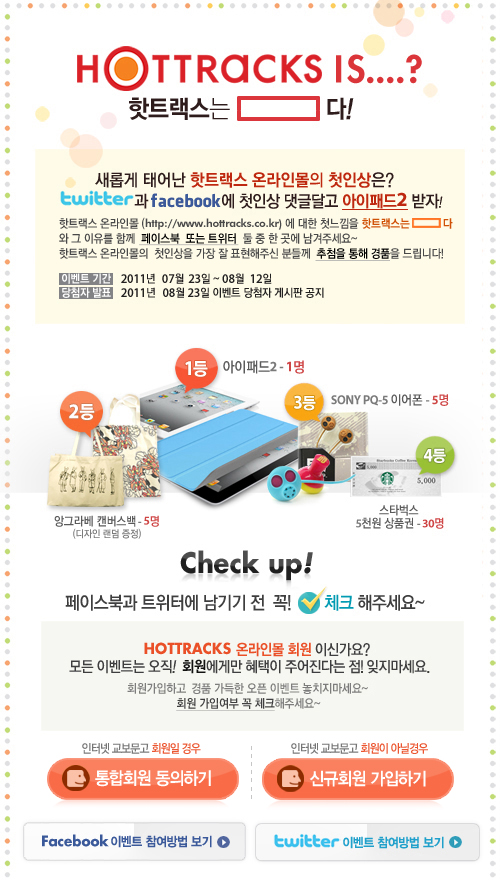 HOTTRACKS IS....?
핫트랙스는 다!
새롭게 태어난 핫트랙스 온라인몰의 첫인상은?
twitter과 facebook에 첫인상 댓글달고 아이패드2 받자!
핫트랙스 온라인몰 (http://www.hottracks.co.kr) 에 대한 첫느낌을 핫트랙스는 다
와 그 이유를 함께 페이스북 또는 트위터 둘 중 한 곳에 남겨주세요~
핫트랙스 온라인몰의 첫인상을 가장 잘 표현해주신 분들께 추첨을 통해 경품을 드립니다!
이벤트 기간 2011년 07월 23일 ~ 08월 12일
당첨자 발표 2011년 08월 23일 이벤트 당첨자 게시판 공지
1등 아이패드2 - 1명
2등
3등 SONY PQ-5 이어폰 - 5명
4등
Starbucks Coffee
5,000
5,000
앙그라베 캔버스백 - 5명
(디자인 랜덤 증정)
스타벅스
5천원 상품권 - 30명
Check up!
페이스북과 트위터에 남기기 전 꼭! 체크 해주세요~
HOTTRACKS 온라인몰 회원 이신가요?
모든 이벤트는 오직! 회원에게만 혜택이 주어진다는 점! 잊지마세요.
회원가입하고 경품 가득한 오픈 이벤트 놓치지마세요~
회원 가입여부 꼭 체크해주세요~
인터넷 교보문고 회원일 경우
통합회원 동의하기
인터넷 교보문고 회원이 아닐경우
신규회원 가입하기
Facebook 이벤트 참여방법 보기
twitter 이벤트 참여방법 보기